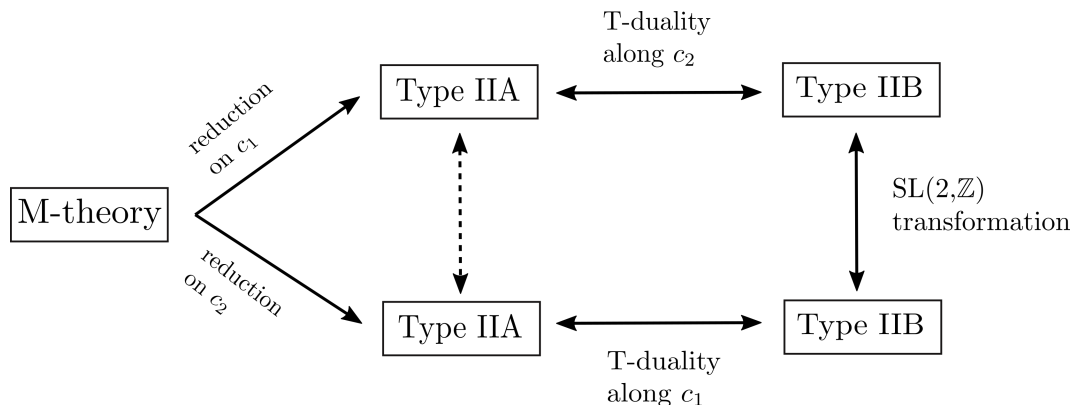 T-duality
along c₂
Type IIA
Type IIB
reduction
on c₁
M-theory
SL(2,ℤ)
transformation
reduction
on c₂
Type IIA
Type IIB
T-duality
along c₁